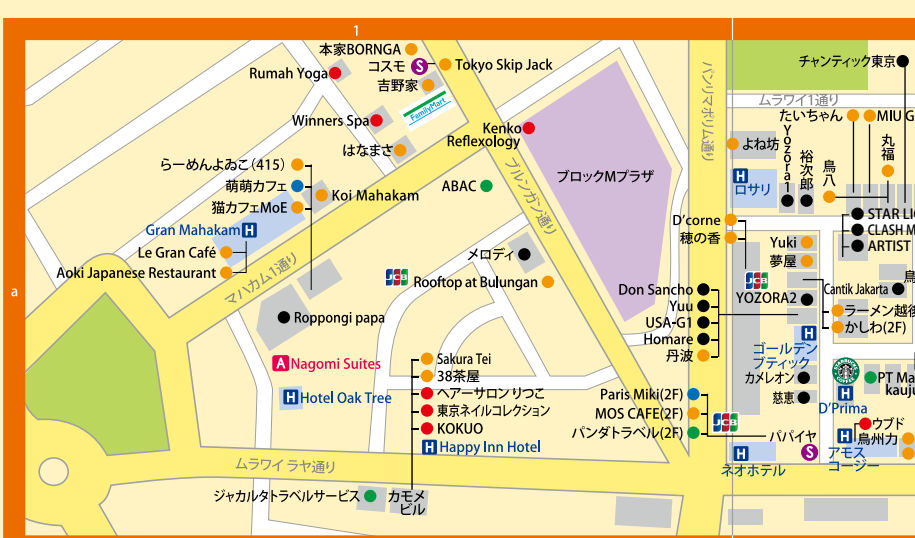 1
a
本家BORNGA
コスモ
S
Tokyo Skip Jack
吉野家
FamilyMart
Rumah Yoga
Winners Spa
はなまさ
Kenko
Reflexology
らーめんよゐこ(415)
萌萌カフェ
猫カフェMoE
Koi Mahakam
Gran Mahakam H
Le Gran Café
Aoki Japanese Restaurant
マハカム1通り
ABAC
ブルンガン通り
ブロックMプラザ
メロディ
JCB
Rooftop at Bulungan
Roppongi papa
A Nagomi Suites
H Hotel Oak Tree
Sakura Tei
38茶屋
ヘアーサロンりつこ
東京ネイルコレクション
KOKUO
H Happy Inn Hotel
ムラワイ ラヤ通り
ジャカルタトラベルサービス
カモメ
ビル
パンリマポリム通り
チャンティック東京
ムラワイ1通り
たいちゃん
MIU G
よね坊
Yozora1
裕次郎
鳥八
丸福
H
ロサリ
STAR LI
CLASH M
ARTIST
D'corne
穂の香
Yuki
夢屋
JCB
YOZORA2
Cantik Jakarta
鳥
Don Sancho
Yuu
USA-G1
Homare
丹波
ラーメン越後
かしわ(2F)
H
ゴールデン
ブティック
カメレオン
慈恵
STARBUCKS COFFEE
PT Ma
kauju
H
D'Prima
Paris Miki(2F)
MOS CAFE(2F)
パンダトラベル(2F)
JCB
パパイヤ
S
H
ネオホテル
ウブド
鳥州力
H
アモス
コージー